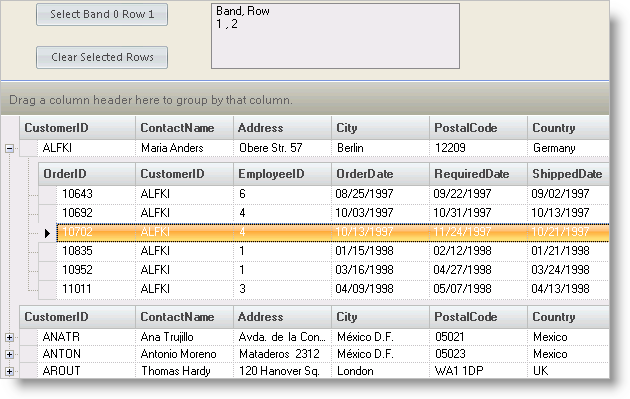 Select Band 0 Row 1
Band, Row
1 , 2
Clear Selected Rows
Drag a column header here to group by that column.
CustomerID ContactName Address City PostalCode Country
ALFKI Maria Anders Obere Str. 57 Berlin 12209 Germany
OrderID CustomerID EmployeeID OrderDate RequiredDate ShippedDate
10643 ALFKI 6 08/25/1997 09/22/1997 09/02/1997
10692 ALFKI 4 10/03/1997 10/31/1997 10/13/1997
10702 ALFKI 4 10/13/1997 11/24/1997 10/21/1997
10835 ALFKI 1 01/15/1998 02/12/1998 01/21/1998
10952 ALFKI 1 03/16/1998 04/27/1998 03/24/1998
11011 ALFKI 3 04/09/1998 05/07/1998 04/13/1998
CustomerID ContactName Address City PostalCode Country
ANATR Ana Trujillo Avda. de la Con... México D.F. 05021 Mexico
ANTON Antonio Moreno Mataderos 2312 México D.F. 05023 Mexico
AROUT Thomas Hardy 120 Hanover Sq. London WA1 1DP UK